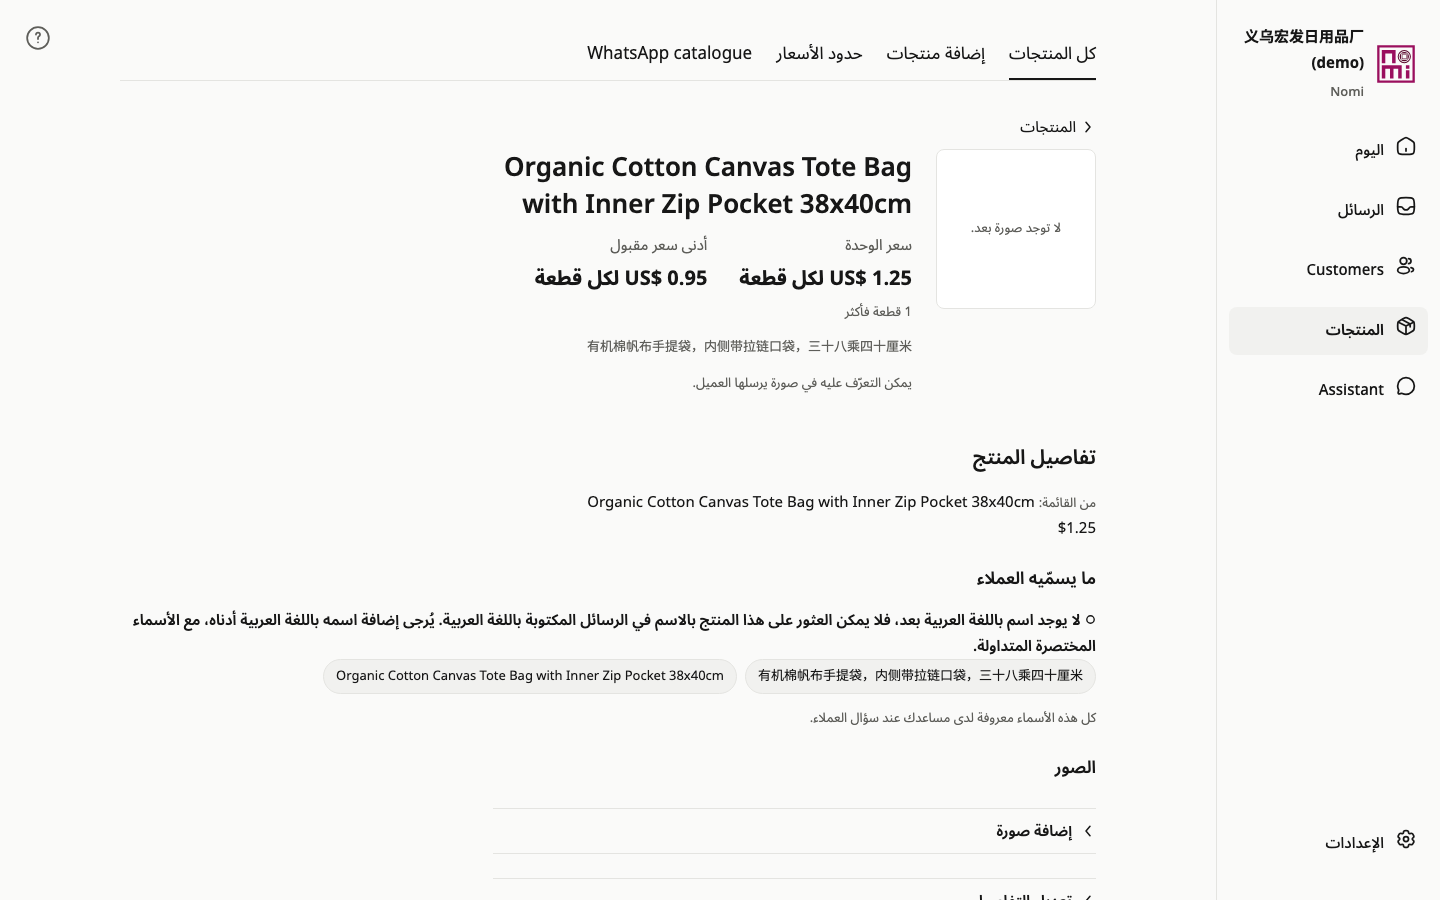 义乌宏发日用品厂
(demo)
Nomi
اليوم
الرسائل
Customers
المنتجات
Assistant
الإعدادات
كل المنتجات
إضافة منتجات
حدود الأسعار
WhatsApp catalogue
المنتجات
لا توجد صورة بعد.
Organic Cotton Canvas Tote Bag
with Inner Zip Pocket 38x40cm
سعر الوحدة
US$ 1.25 لكل قطعة
1 قطعة فأكثر
أدنى سعر مقبول
US$ 0.95 لكل قطعة
有机棉帆布手提袋，内侧带拉链口袋，三十八乘四十厘米
يمكن التعرّف عليه في صورة يرسلها العميل.
تفاصيل المنتج
من القائمة: Organic Cotton Canvas Tote Bag with Inner Zip Pocket 38x40cm
$1.25
ما يسمّيه العملاء
○ لا يوجد اسم باللغة العربية بعد، فلا يمكن العثور على هذا المنتج بالاسم في الرسائل المكتوبة باللغة العربية. يُرجى إضافة اسمه باللغة العربية أدناه، مع الأسماء
المختصرة المتداولة.
有机棉帆布手提袋，内侧带拉链口袋，三十八乘四十厘米
Organic Cotton Canvas Tote Bag with Inner Zip Pocket 38x40cm
كل هذه الأسماء معروفة لدى مساعدك عند سؤال العملاء.
الصور
إضافة صورة